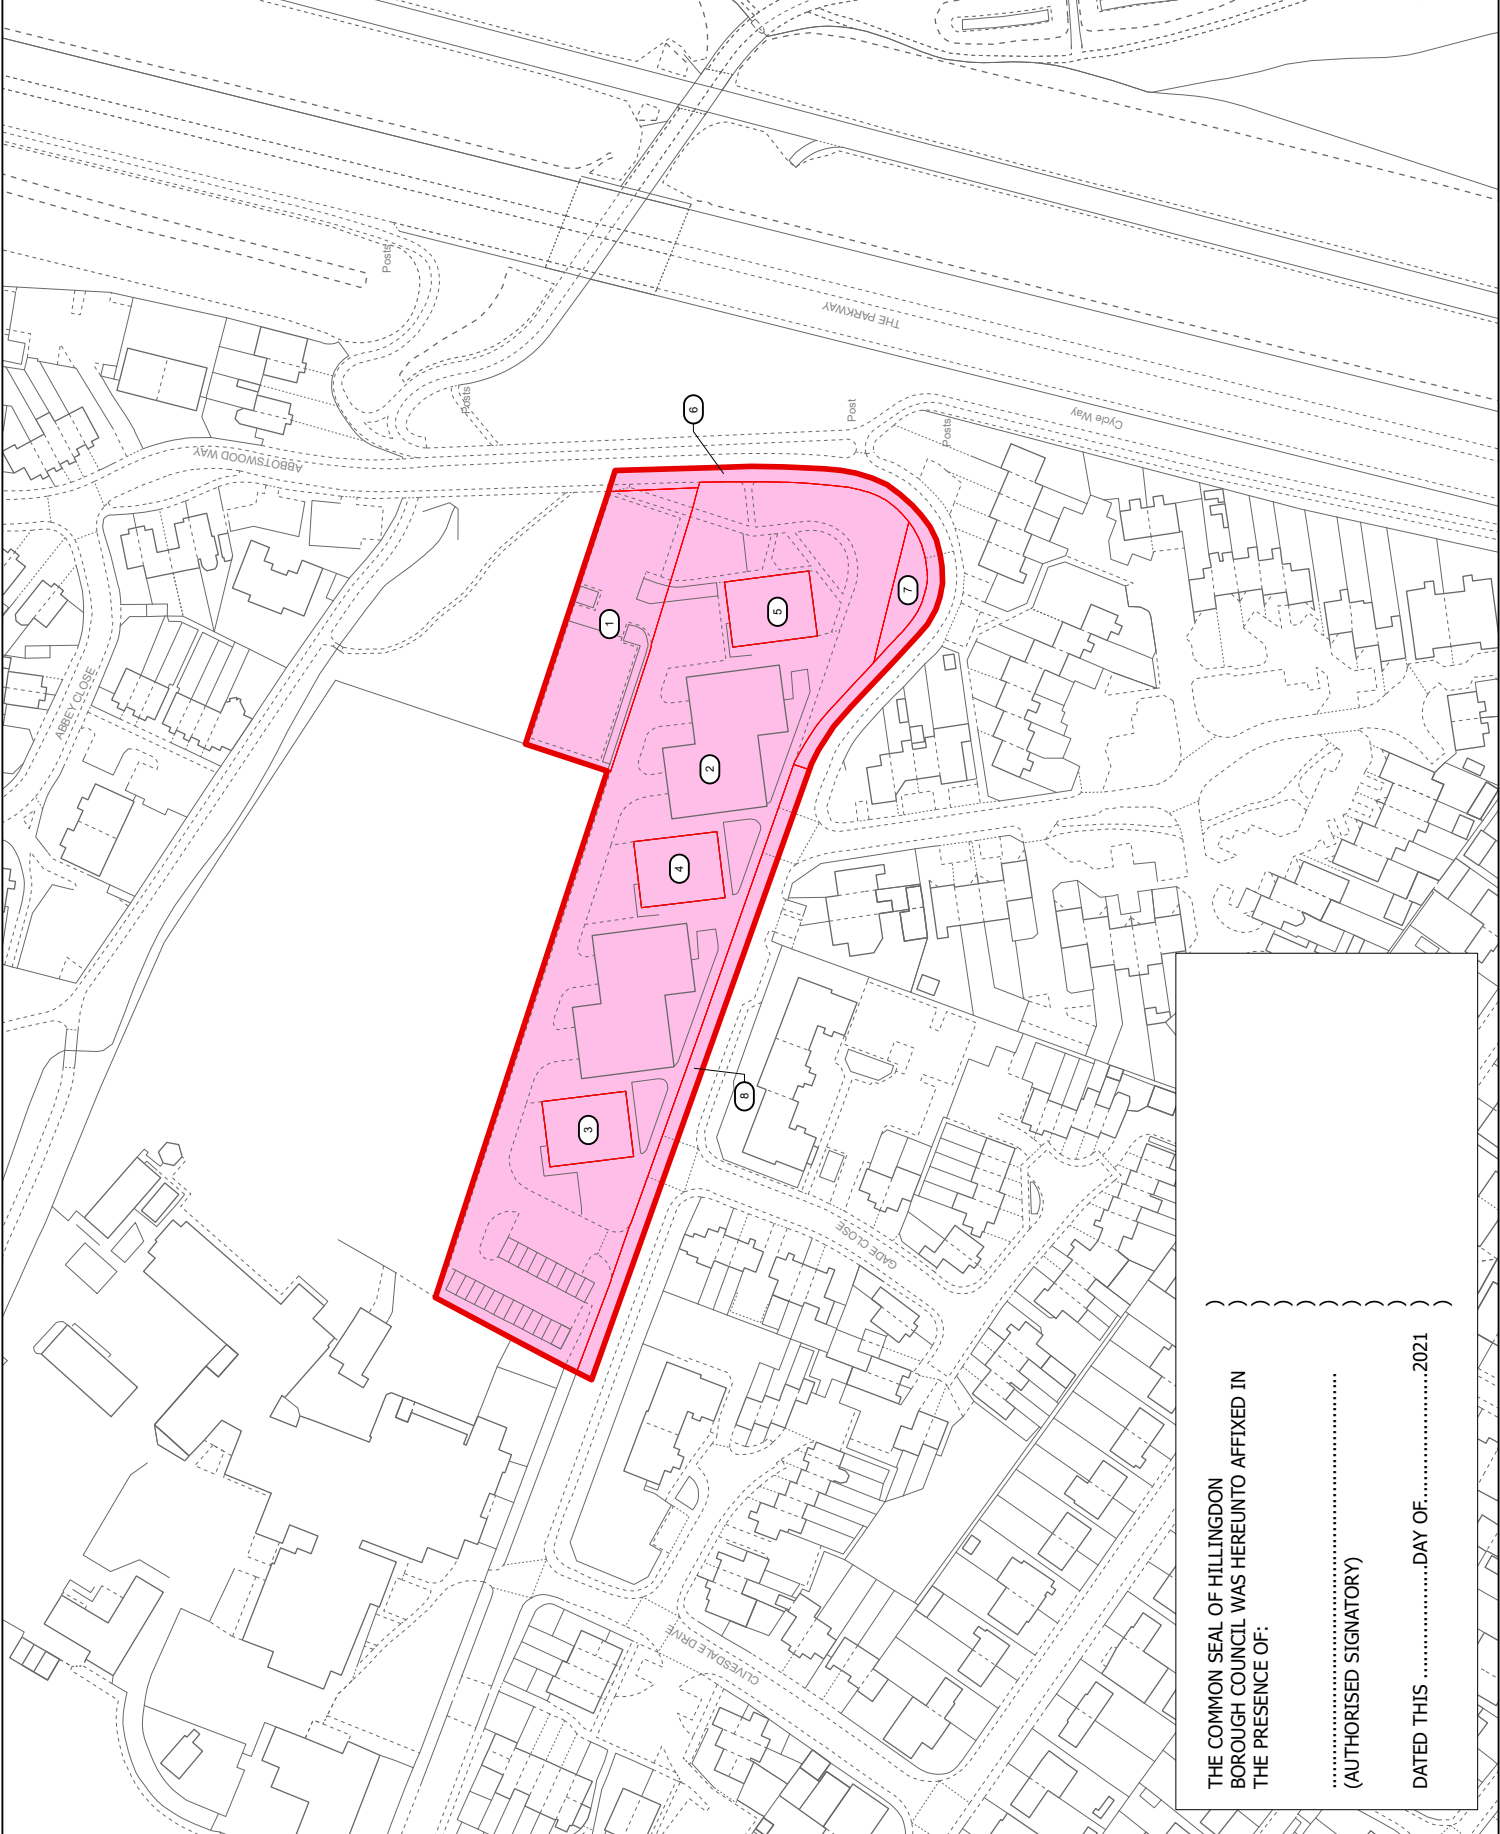 Posts
THE PARKWAY
Posts
Post
Posts
Cycle Way
ABBOTSWOOD WAY
ABBEY CLOSE
6
1
7
5
2
4
3
8
GADE CLOSE
CLIVESDALE DRIVE
THE COMMON SEAL OF HILLINGDON )
BOROUGH COUNCIL WAS HEREUNTO AFFIXED IN )
THE PRESENCE OF: )
)
)
)
.................................................................... )
(AUTHORISED SIGNATORY) )
)
)
DATED THIS ...................DAY OF.....................2021 )